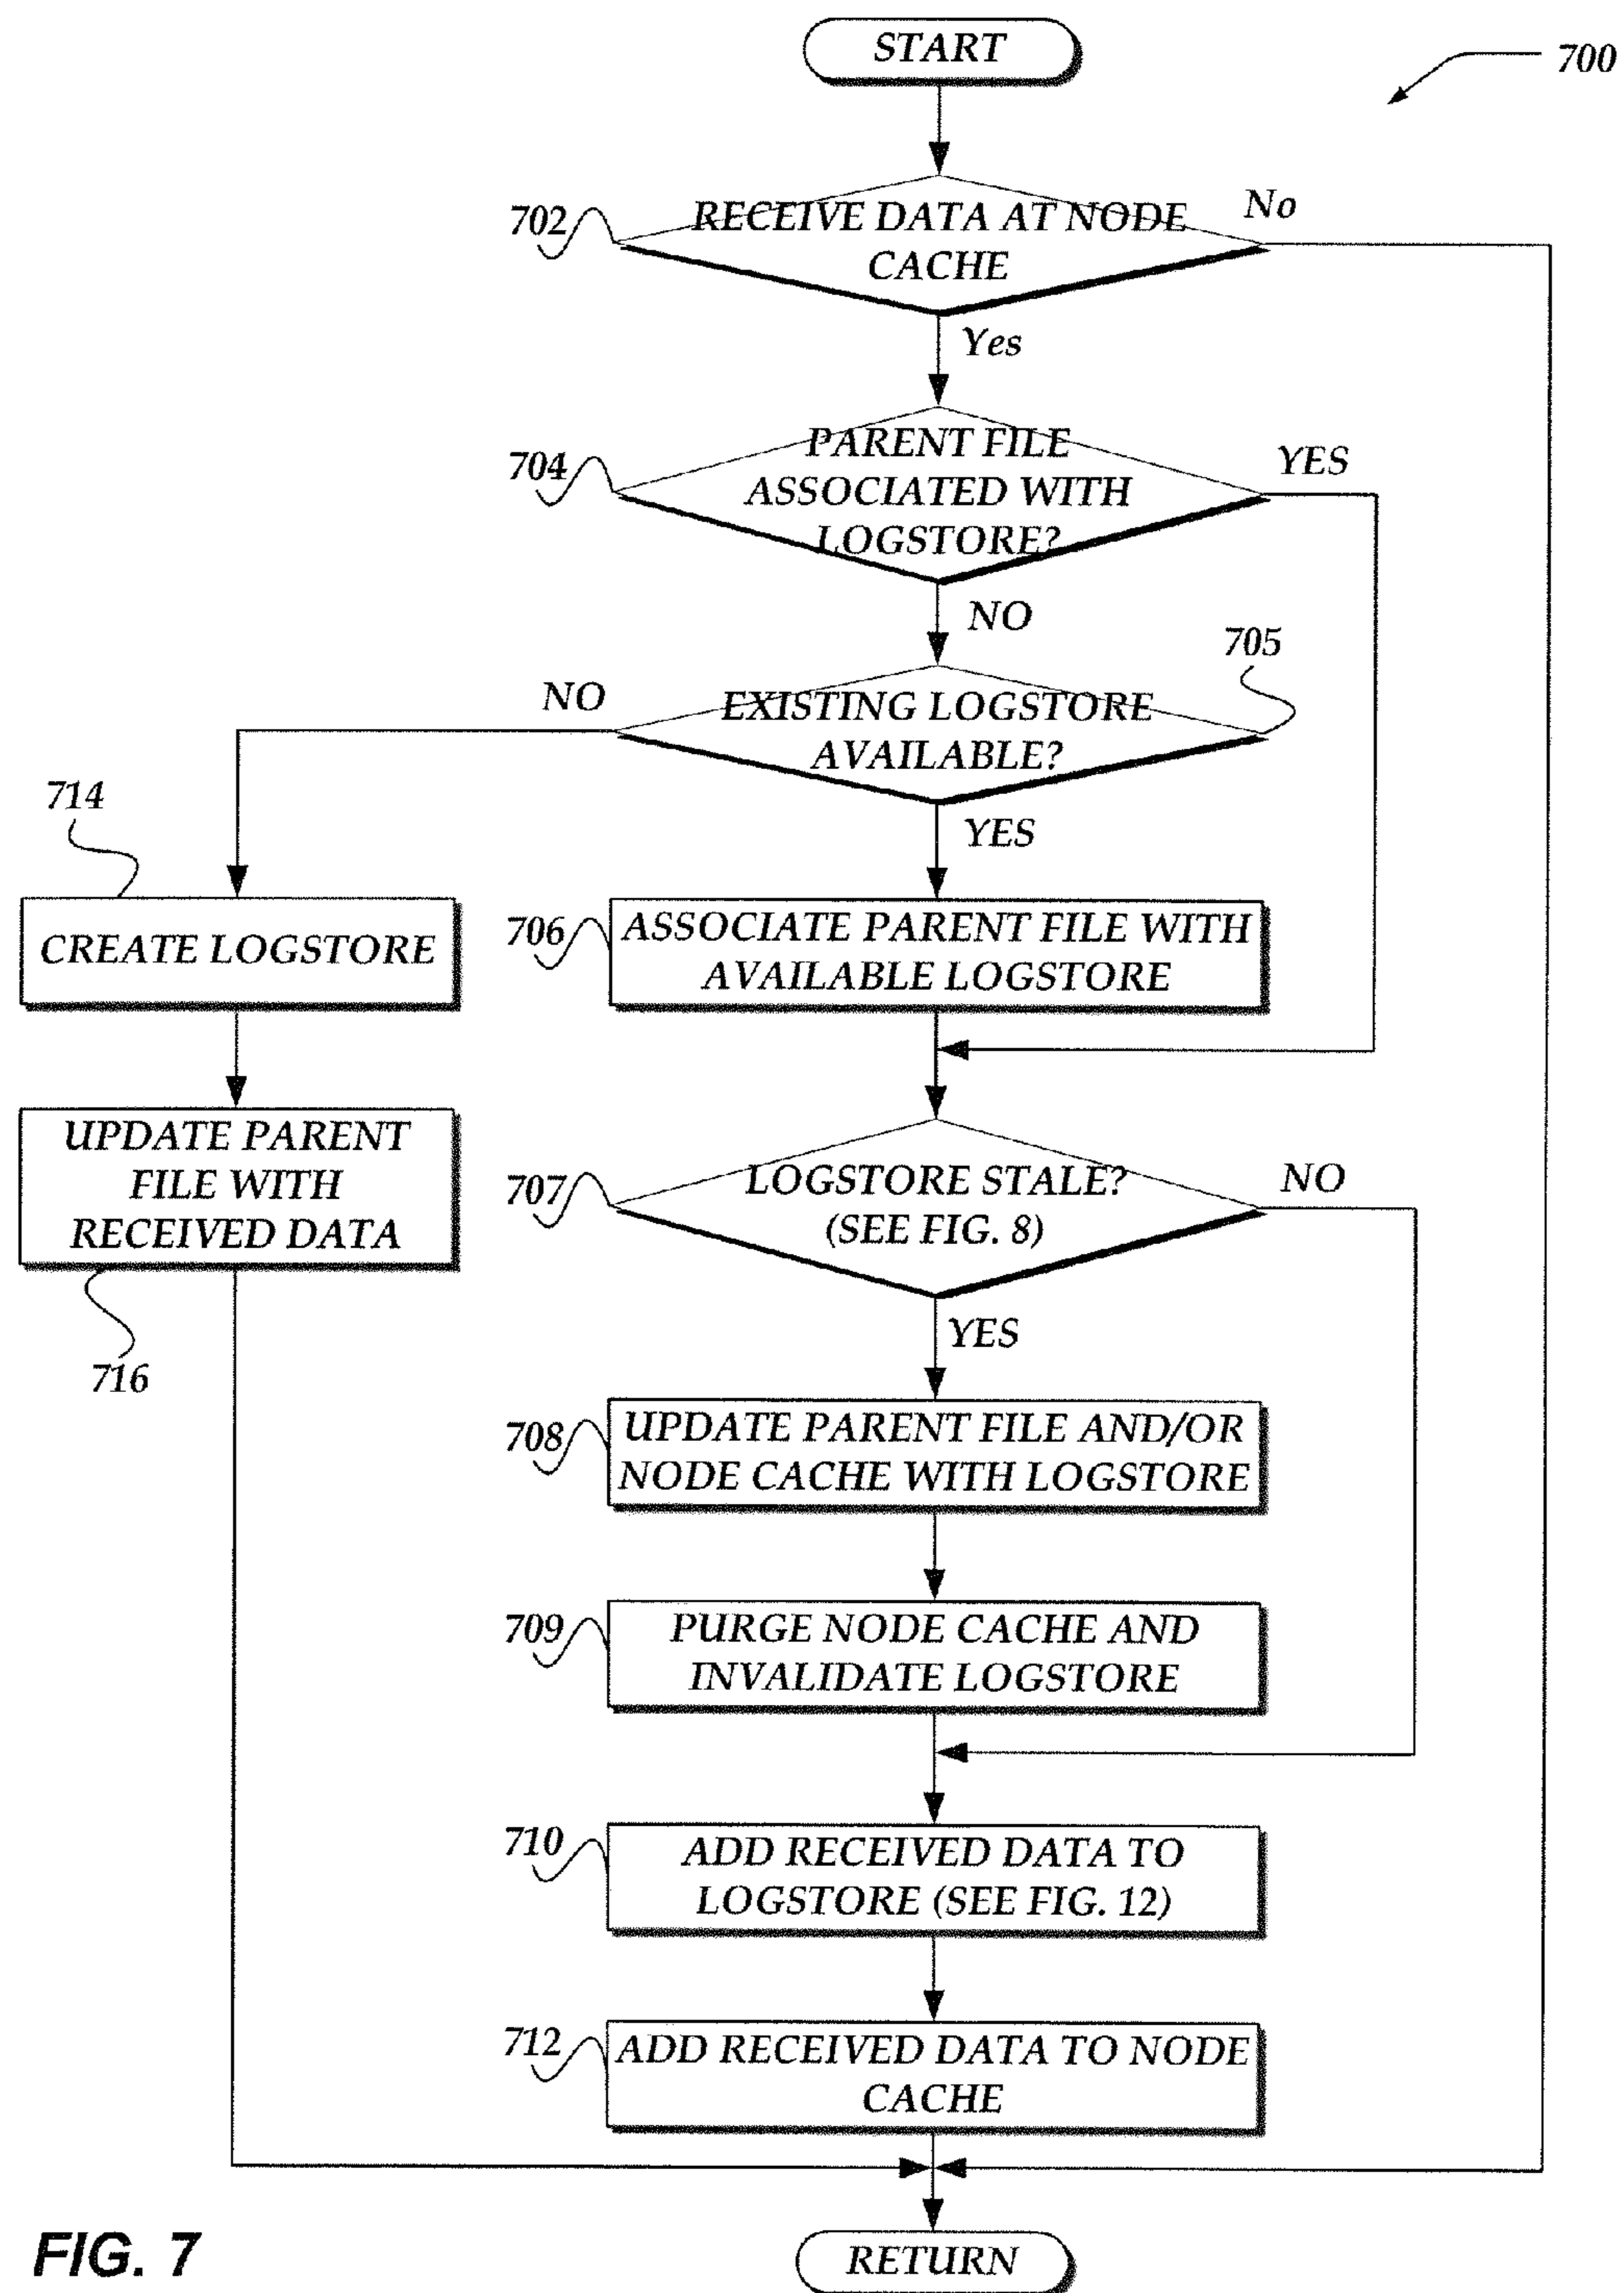 START
700
702
RECEIVE DATA AT NODE
CACHE
No
Yes
704
PARENT FILE
ASSOCIATED WITH
LOGSTORE?
YES
NO
705
NO
EXISTING LOGSTORE
AVAILABLE?
YES
714
CREATE LOGSTORE
706
ASSOCIATE PARENT FILE WITH
AVAILABLE LOGSTORE
UPDATE PARENT
FILE WITH
RECEIVED DATA
716
707
LOGSTORE STALE?
(SEE FIG. 8)
NO
YES
708
UPDATE PARENT FILE AND/OR
NODE CACHE WITH LOGSTORE
709
PURGE NODE CACHE AND
INVALIDATE LOGSTORE
710
ADD RECEIVED DATA TO
LOGSTORE (SEE FIG. 12)
712
ADD RECEIVED DATA TO NODE
CACHE
RETURN
FIG. 7